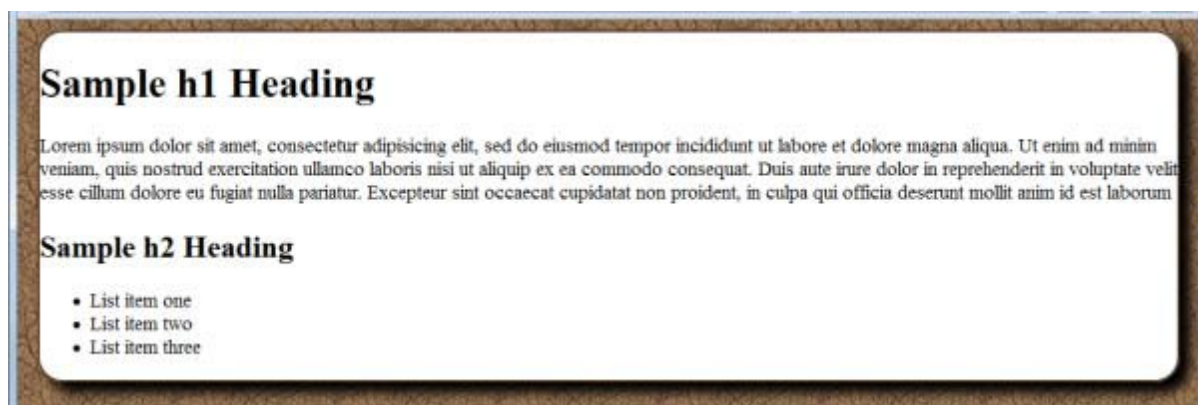 Sample h1 Heading
Lorem ipsum dolor sit amet, consectetur adipisicing elit, sed do eiusmod tempor incididunt ut labore et dolore magna aliqua. Ut enim ad minim
veniam, quis nostrud exercitation ullamco laboris nisi ut aliquip ex ea commodo consequat. Duis aute irure dolor in reprehenderit in voluptate velit
esse cillum dolore eu fugiat nulla pariatur. Excepteur sint occaecat cupidatat non proident, in culpa qui officia deserunt mollit anim id est laborum
Sample h2 Heading
• List item one
• List item two
• List item three